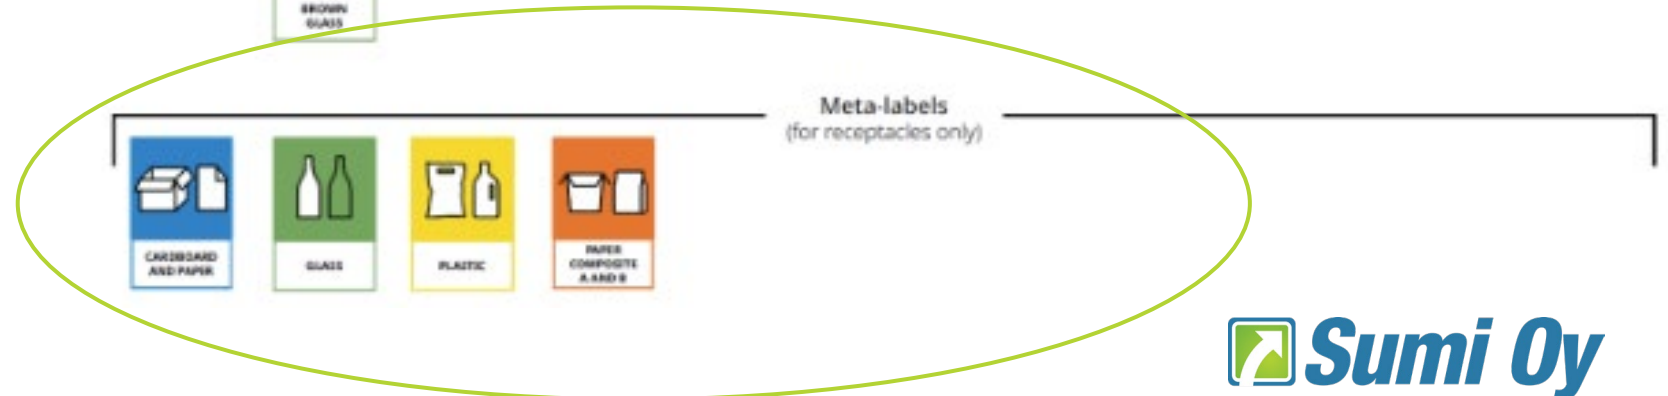 BROWN
GLASS
Meta-labels
(for receptacles only)
CARDBOARD
AND PAPER
GLASS
PLASTIC
PAPER
COMPOSITE
A AND B
Sumi Oy